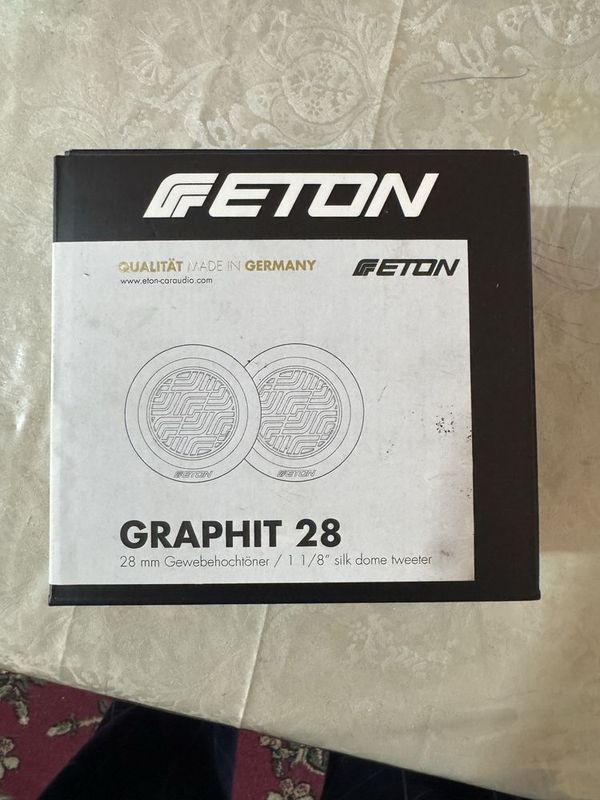 ETON
QUALITÄT MADE IN GERMANY
www.eton-caraudio.com
ETON
ETON
ETON
GRAPHIT 28
28 mm Gewebehochtöner / 1 1/8" silk dome tweeter